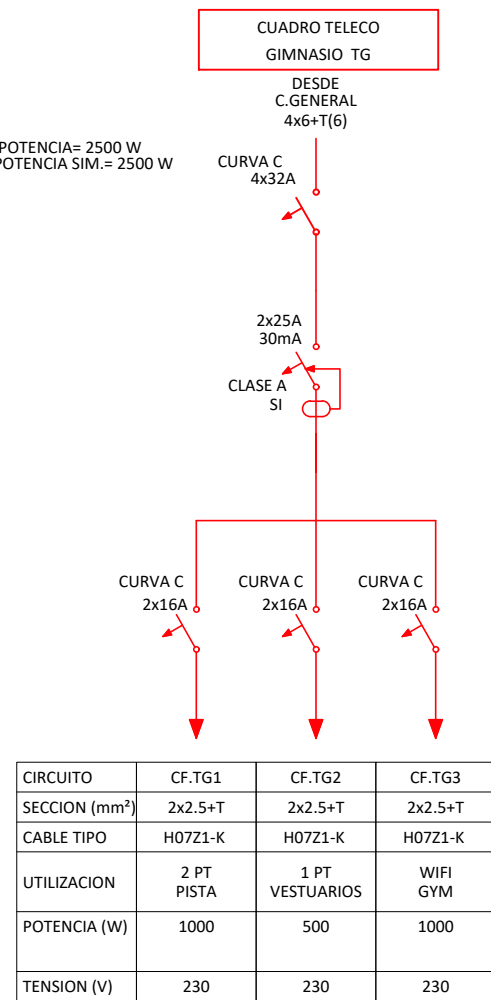 CUADRO TELECO
GIMNASIO TG
DESDE
C.GENERAL
4x6+T(6)
POTENCIA= 2500 W
POTENCIA SIM.= 2500 W
CURVA C
4x32A
2x25A
30mA
CLASE A
SI
CURVA C
2x16A
CURVA C
2x16A
CURVA C
2x16A
CIRCUITO CF.TG1 CF.TG2 CF.TG3
SECCION (mm²) 2x2.5+T 2x2.5+T 2x2.5+T
CABLE TIPO H07Z1-K H07Z1-K H07Z1-K
UTILIZACION 2 PT PISTA 1 PT VESTUARIOS WIFI GYM
POTENCIA (W) 1000 500 1000
TENSION (V) 230 230 230